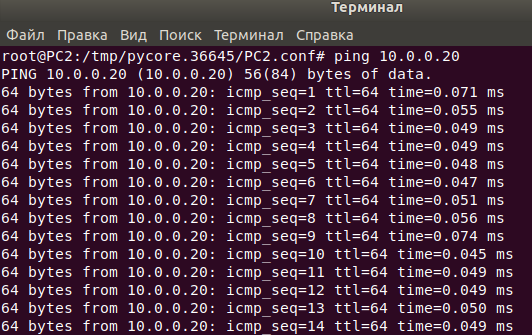 Терминал
Файл Правка Вид Поиск Терминал Справка
root@PC2:/tmp/pycore.36645/PC2.conf# ping 10.0.0.20
PING 10.0.0.20 (10.0.0.20) 56(84) bytes of data.
64 bytes from 10.0.0.20: icmp_seq=1 ttl=64 time=0.071 ms
64 bytes from 10.0.0.20: icmp_seq=2 ttl=64 time=0.055 ms
64 bytes from 10.0.0.20: icmp_seq=3 ttl=64 time=0.049 ms
64 bytes from 10.0.0.20: icmp_seq=4 ttl=64 time=0.049 ms
64 bytes from 10.0.0.20: icmp_seq=5 ttl=64 time=0.048 ms
64 bytes from 10.0.0.20: icmp_seq=6 ttl=64 time=0.047 ms
64 bytes from 10.0.0.20: icmp_seq=7 ttl=64 time=0.051 ms
64 bytes from 10.0.0.20: icmp_seq=8 ttl=64 time=0.056 ms
64 bytes from 10.0.0.20: icmp_seq=9 ttl=64 time=0.074 ms
64 bytes from 10.0.0.20: icmp_seq=10 ttl=64 time=0.045 ms
64 bytes from 10.0.0.20: icmp_seq=11 ttl=64 time=0.049 ms
64 bytes from 10.0.0.20: icmp_seq=12 ttl=64 time=0.049 ms
64 bytes from 10.0.0.20: icmp_seq=13 ttl=64 time=0.050 ms
64 bytes from 10.0.0.20: icmp_seq=14 ttl=64 time=0.049 ms